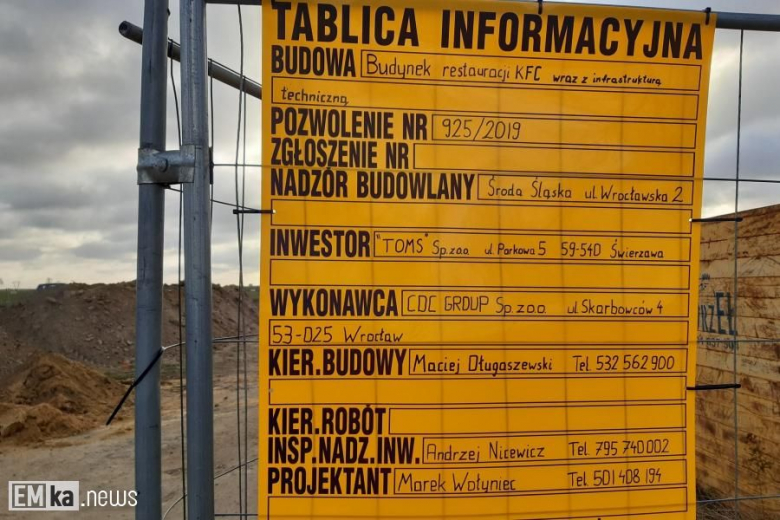 TABLICA INFORMACYJNA
BUDOWA Budynek restauracji KFC wraz z infrastrukturą
techniczną
POZWOLENIE NR 925/2019
ZGŁOSZENIE NR
NADZÓR BUDOWLANY Środa Śląska ul. Wrocławska 2
INWESTOR "TOMS" Sp.zoo ul. Parkowa 5 59-540 Świerzawa
WYKONAWCA CDC GROUP Sp.zoo ul. Skarbowców 4
53-025 Wrocław
KIER.BUDOWY Maciej Długaszewski Tel 532 562 900
KIER.ROBÓT
INSP.NADZ.INW. Andrzej Nicewicz Tel. 795 740 002
PROJEKTANT Marek Wołyniec Tel 501 408 194
EMka.news